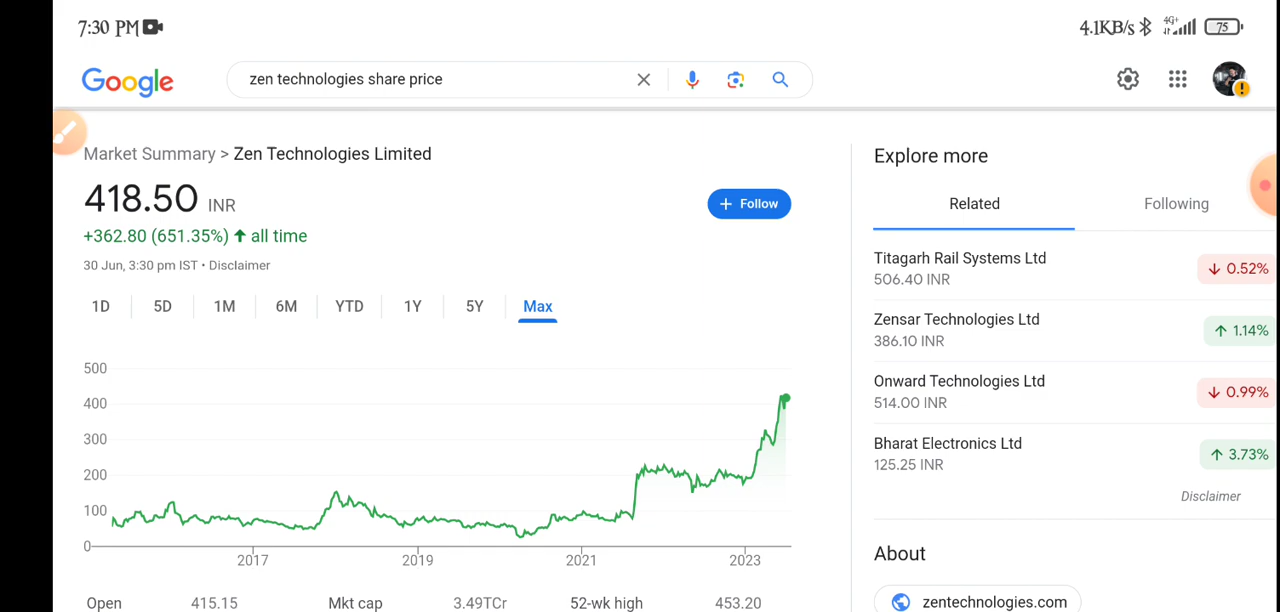 7:30 PM
4.1KB/s 4G+ 75
Google
zen technologies share price
Market Summary > Zen Technologies Limited
418.50 INR
+ Follow
+362.80 (651.35%) ↑ all time
30 Jun, 3:30 pm IST • Disclaimer
1D 5D 1M 6M YTD 1Y 5Y Max
500
400
300
200
100
0
2017 2019 2021 2023
Open 415.15 Mkt cap 3.49TCr 52-wk high 453.20
Explore more
Related Following
Titagarh Rail Systems Ltd
506.40 INR
↓ 0.52%
Zensar Technologies Ltd
386.10 INR
↑ 1.14%
Onward Technologies Ltd
514.00 INR
↓ 0.99%
Bharat Electronics Ltd
125.25 INR
↑ 3.73%
Disclaimer
About
zentechnologies.com